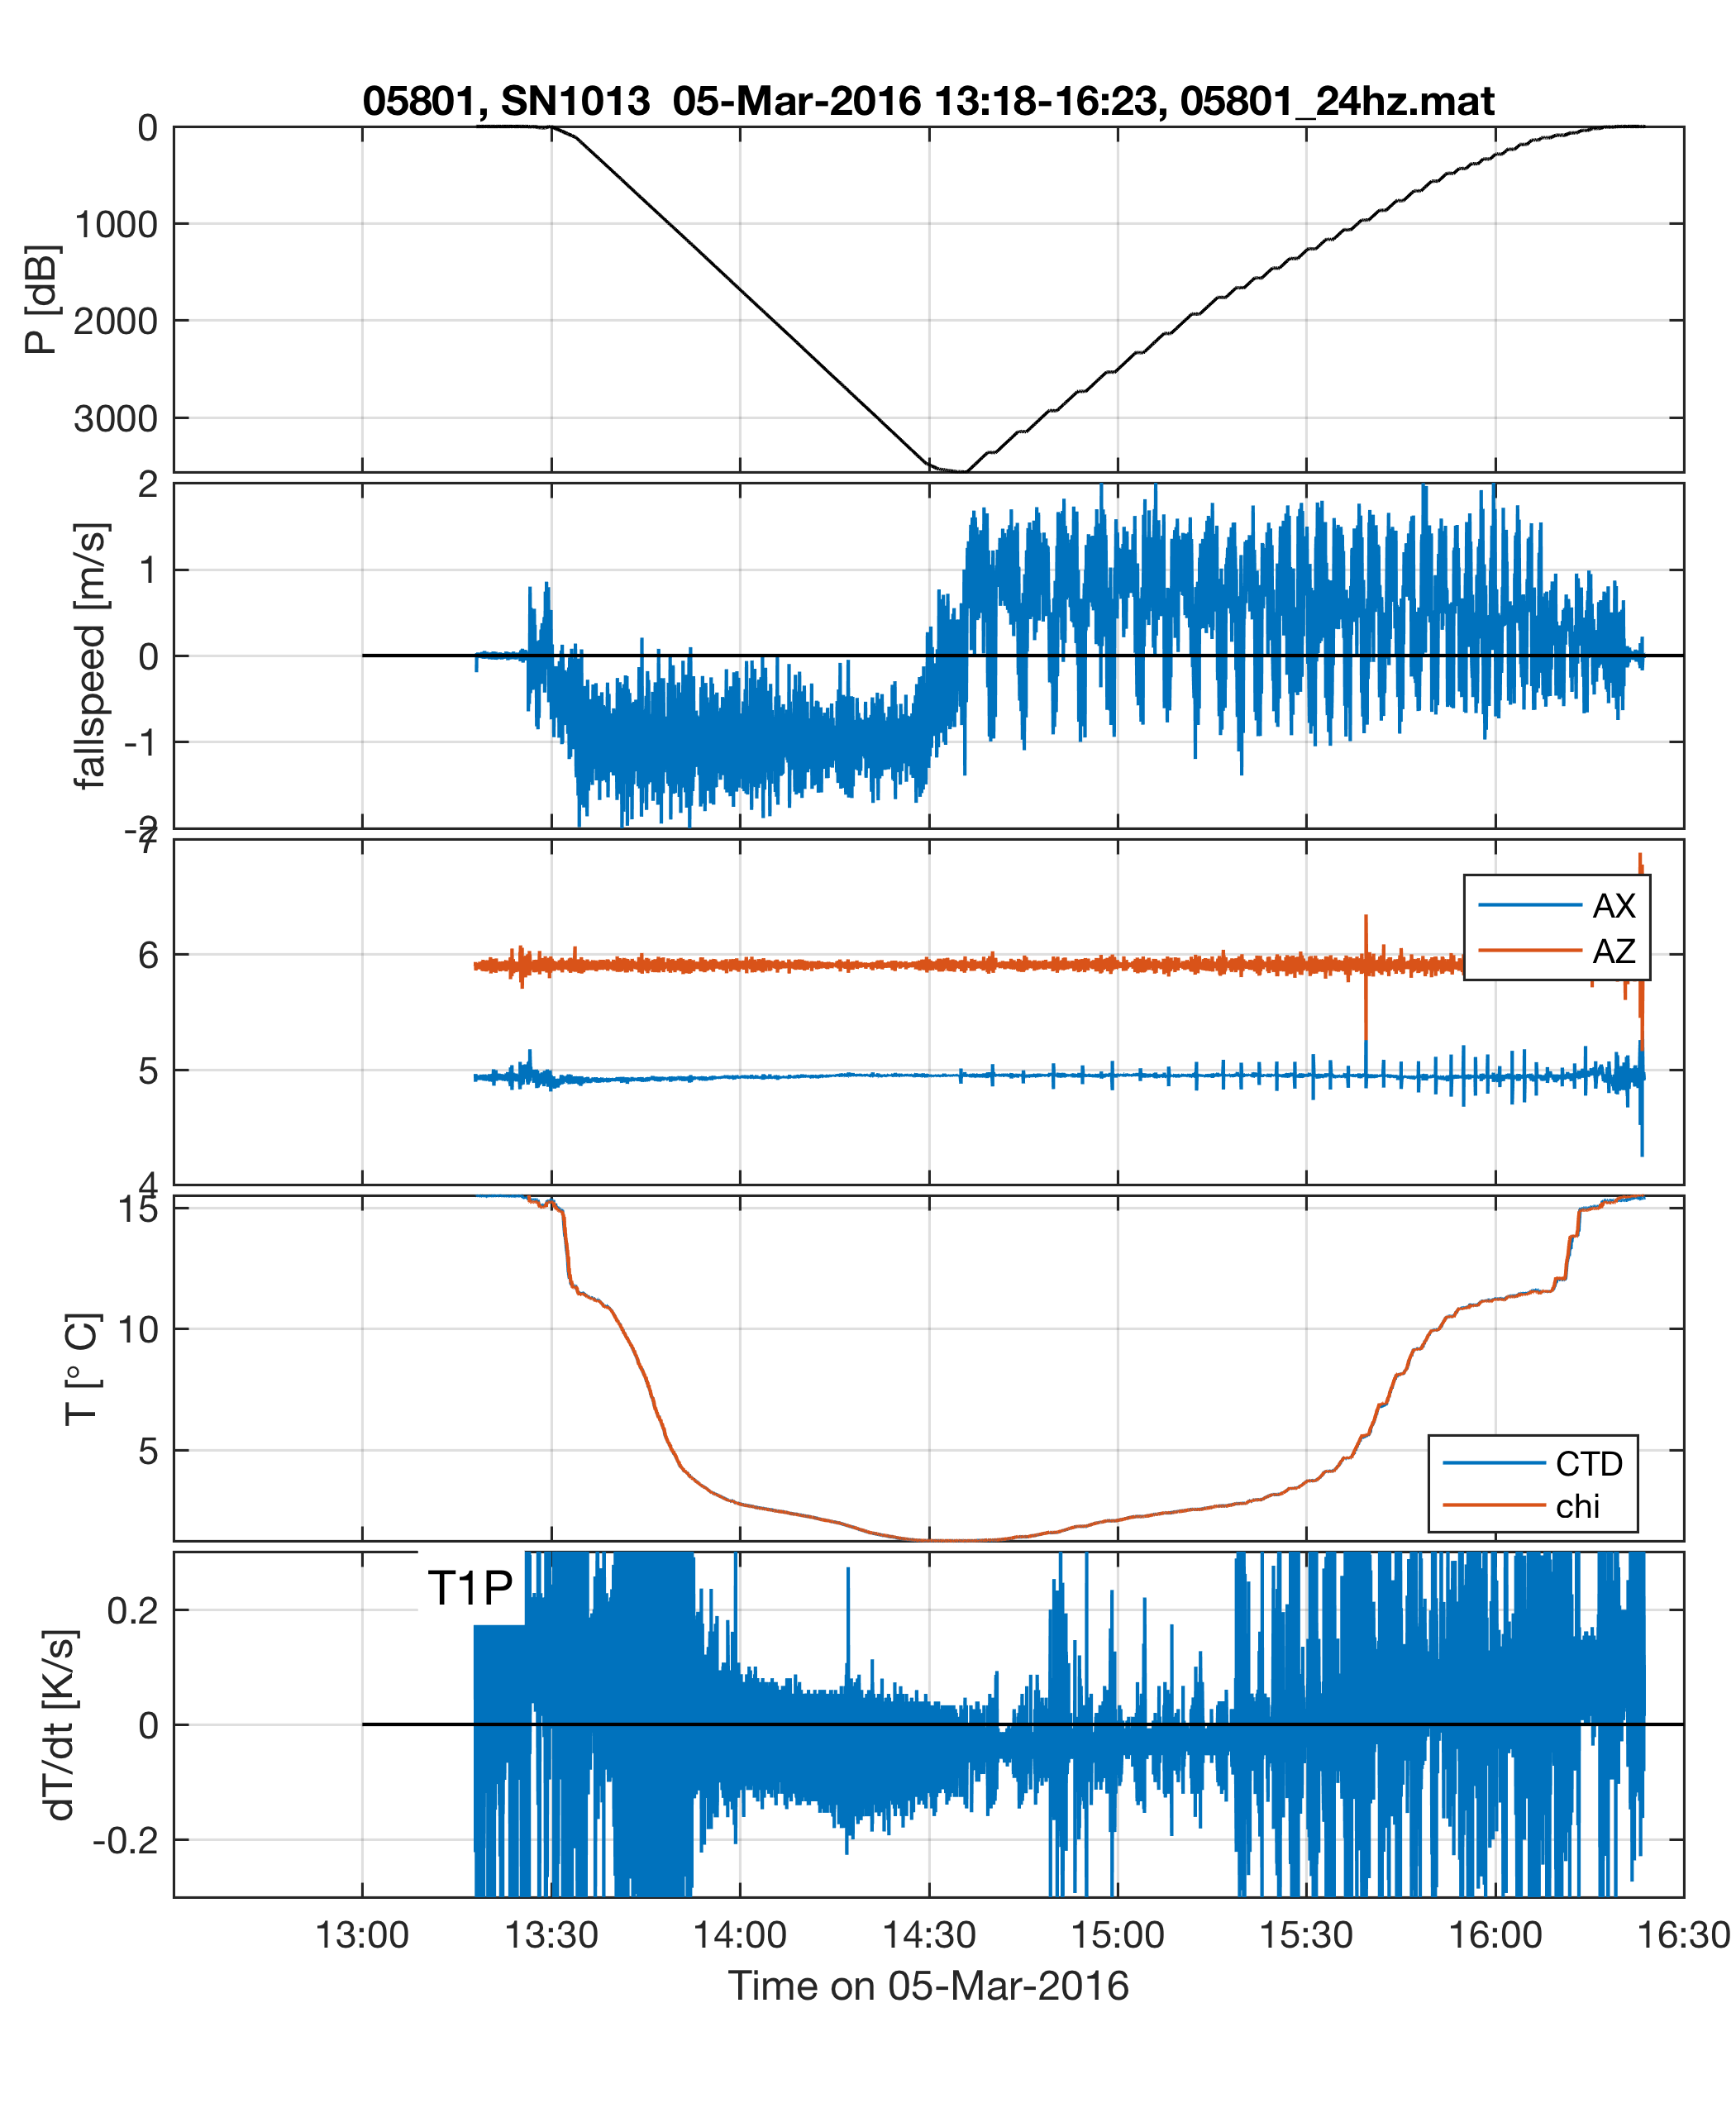 05801, SN1013  05-Mar-2016 13:18-16:23, 05801_24hz.mat
0
1000
2000
3000
P [dB]
2
1
0
-1
-2
fallspeed [m/s]
7
6
5
4
AX
AZ
15
10
5
T [° C]
CTD
chi
T1P
0.2
0
-0.2
dT/dt [K/s]
13:00
13:30
14:00
14:30
15:00
15:30
16:00
16:30
Time on 05-Mar-2016